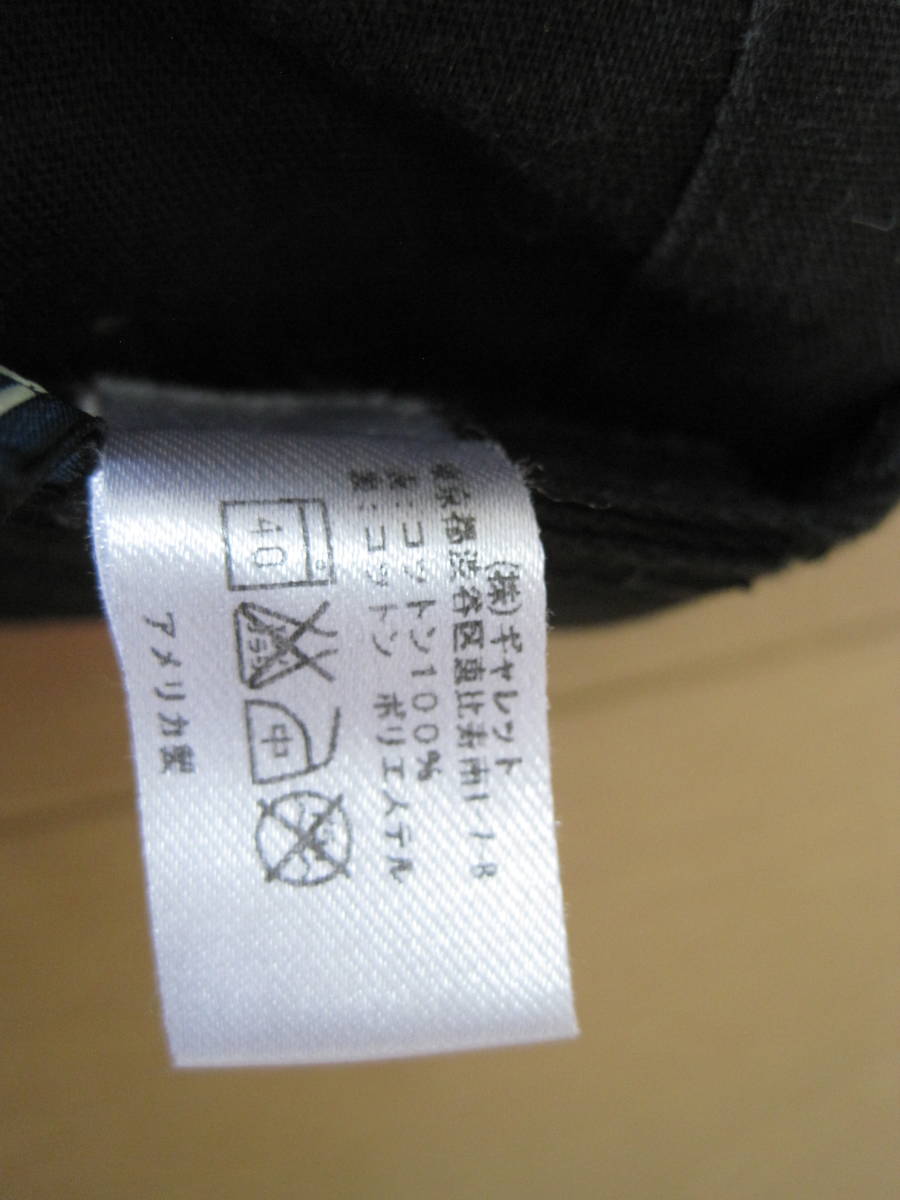 (株)ギャレット
東京都渋谷区恵比寿南1-1-8
表:コットン100%
裏:コットン ポリエステル
40
中
アメリカ製